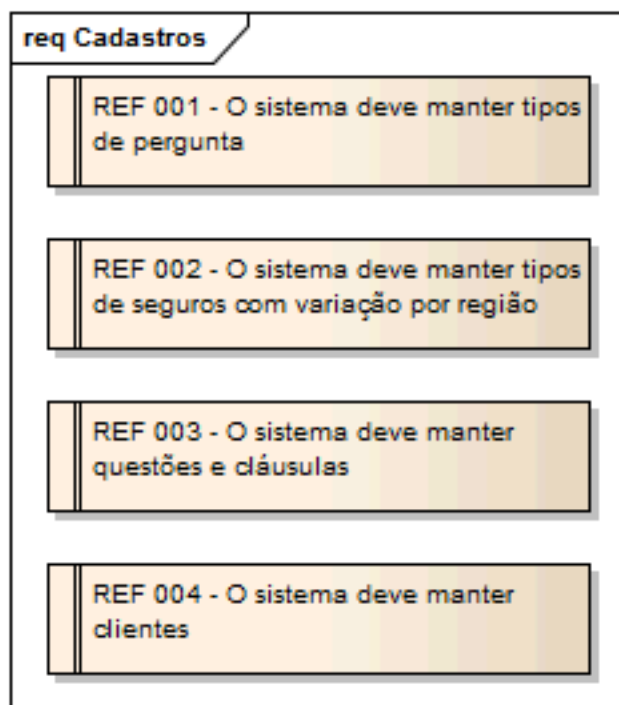 req Cadastros
REF 001 - O sistema deve manter tipos
de pergunta
REF 002 - O sistema deve manter tipos
de seguros com variação por região
REF 003 - O sistema deve manter
questões e cláusulas
REF 004 - O sistema deve manter
clientes